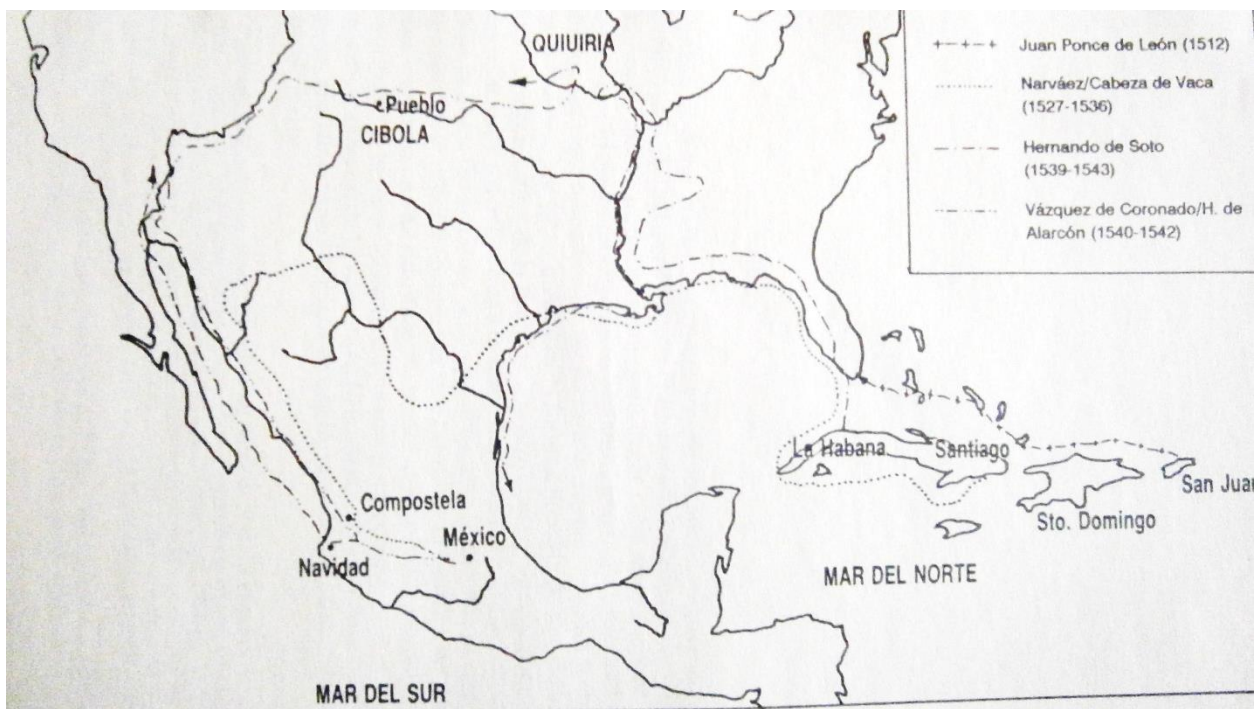 QUIUIRIA
Pueblo
CIBOLA
Juan Ponce de León (1512)
Narváez/Cabeza de Vaca
(1527-1536)
Hernando de Soto
(1539-1543)
Vázquez de Coronado/H. de
Alarcón (1540-1542)
La Habana
Santiago
San Juan
Sto. Domingo
Compostela
México
Navidad
MAR DEL NORTE
MAR DEL SUR